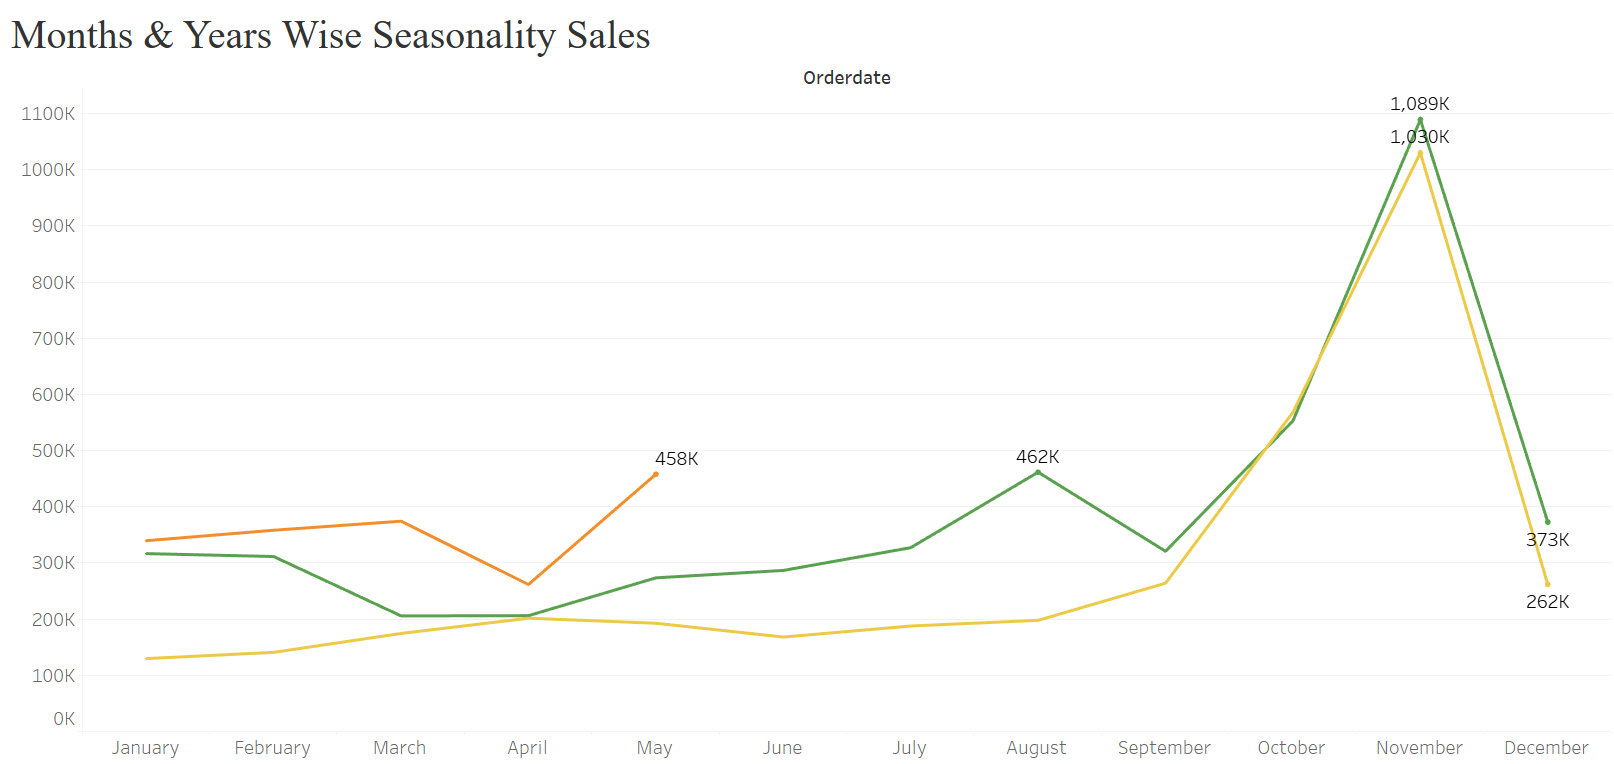 Months & Years Wise Seasonality Sales
Orderdate
1100K
1000K
900K
800K
700K
600K
500K
400K
300K
200K
100K
0K
1,089K
1,030K
458K
462K
373K
262K
January February March April May June July August September October November December